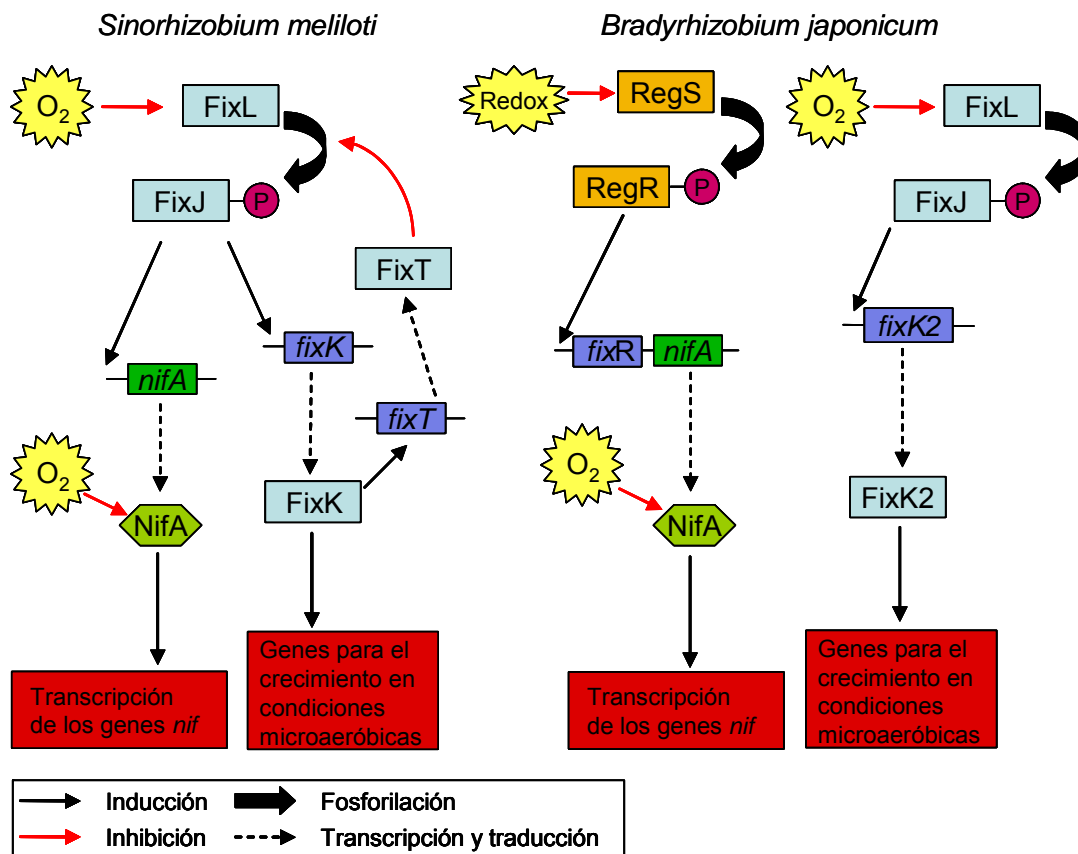 Sinorhizobium meliloti
O2
FixL
FixJ
P
FixT
fixK
nifA
fixT
O2
FixK
NifA
Transcripción
de los genes nif
Genes para el
crecimiento en
condiciones
microaeróbicas
Bradyrhizobium japonicum
Redox
RegS
RegR
P
fixR
nifA
O2
NifA
Transcripción
de los genes nif
O2
FixL
FixJ
P
fixK2
FixK2
Genes para el
crecimiento en
condiciones
microaeróbicas
Inducción
Fosforilación
Inhibición
Transcripción y traducción